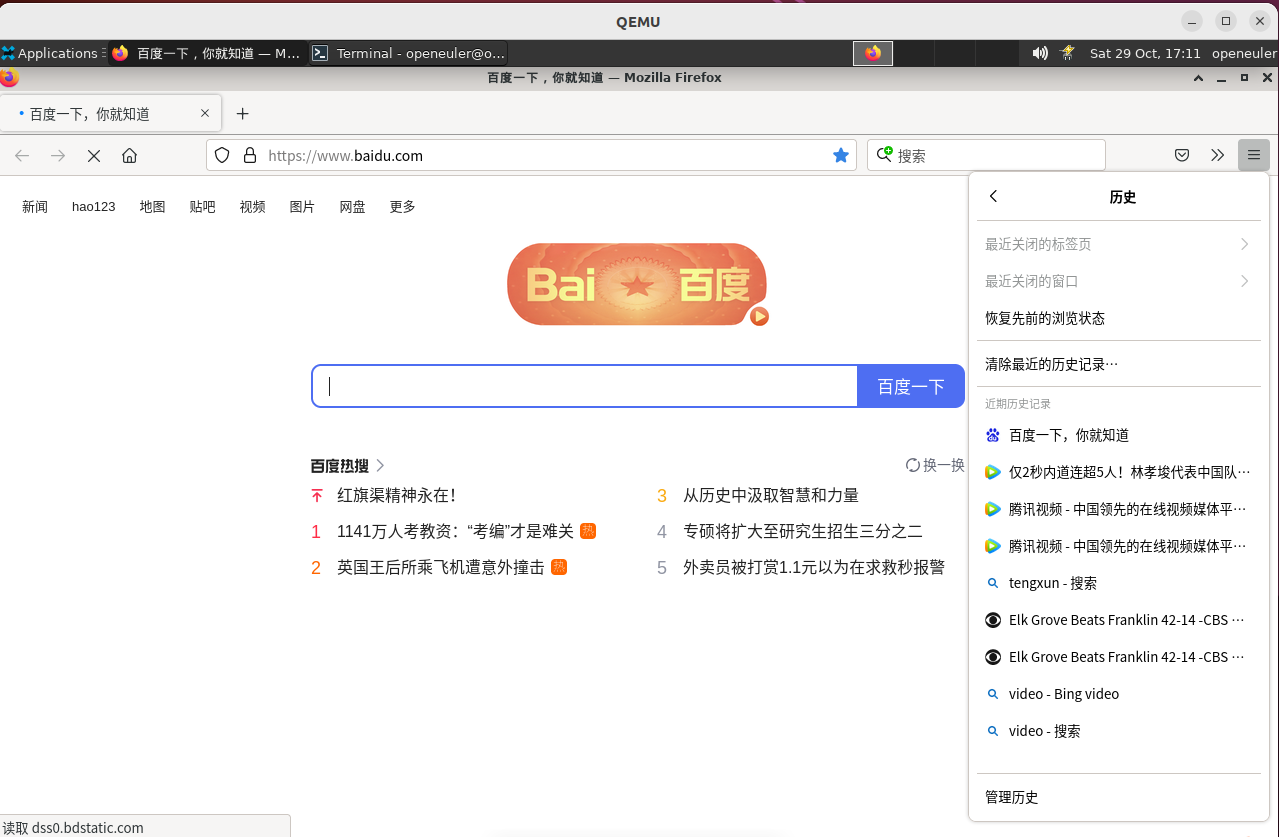 QEMU
Applications
百度一下，你就知道 — M...
Terminal - openeuler@o...
Sat 29 Oct, 17:11
openeuler
百度一下，你就知道 — Mozilla Firefox
百度一下，你就知道
https://www.baidu.com
搜索
新闻 hao123 地图 贴吧 视频 图片 网盘 更多
Bai 百度
百度一下
百度热搜
换一换
红旗渠精神永在！
3 从历史中汲取智慧和力量
1 1141万人考教资：“考编”才是难关 热
4 专硕将扩大至研究生招生三分之二
2 英国王后所乘飞机遭意外撞击 热
5 外卖员被打赏1.1元以为在求救秒报警
读取 dss0.bdstatic.com
历史
最近关闭的标签页
最近关闭的窗口
恢复先前的浏览状态
清除最近的历史记录…
近期历史记录
百度一下，你就知道
仅2秒内道连超5人！林孝埈代表中国队…
腾讯视频 - 中国领先的在线视频媒体平…
腾讯视频 - 中国领先的在线视频媒体平…
tengxun - 搜索
Elk Grove Beats Franklin 42-14 -CBS …
Elk Grove Beats Franklin 42-14 -CBS …
video - Bing video
video - 搜索
管理历史